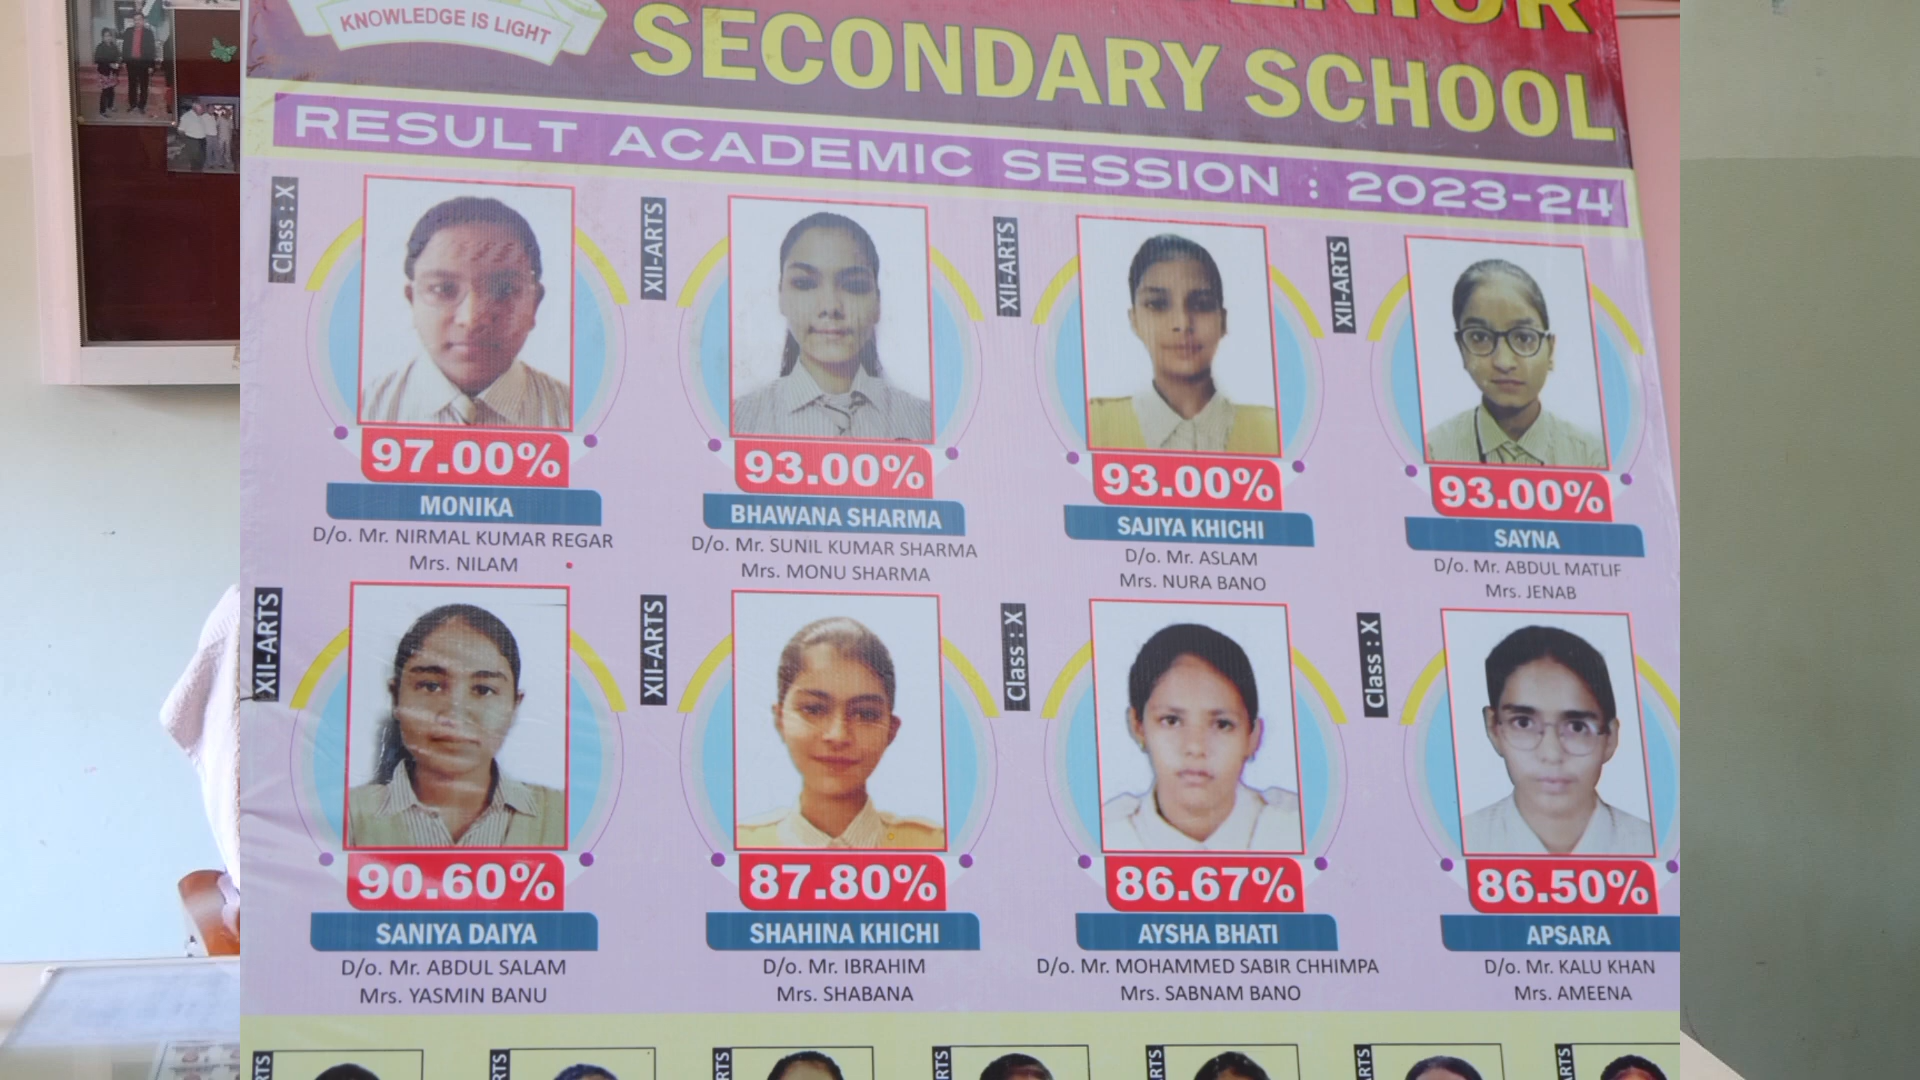 KNOWLEDGE IS LIGHT
SENIOR
SECONDARY SCHOOL
RESULT ACADEMIC SESSION : 2023-24
Class : X
XII-ARTS
XII-ARTS
XII-ARTS
97.00%
93.00%
93.00%
93.00%
MONIKA
BHAWANA SHARMA
SAJIYA KHICHI
SAYNA
D/o. Mr. NIRMAL KUMAR REGAR
Mrs. NILAM
D/o. Mr. SUNIL KUMAR SHARMA
Mrs. MONU SHARMA
D/o. Mr. ASLAM
Mrs. NURA BANO
D/o. Mr. ABDUL MATLIF
Mrs. JENAB
XII-ARTS
XII-ARTS
Class : X
Class : X
90.60%
87.80%
86.67%
86.50%
SANIYA DAIYA
SHAHINA KHICHI
AYSHA BHATI
APSARA
D/o. Mr. ABDUL SALAM
Mrs. YASMIN BANU
D/o. Mr. IBRAHIM
Mrs. SHABANA
D/o. Mr. MOHAMMED SABIR CHHIMPA
Mrs. SABNAM BANO
D/o. Mr. KALU KHAN
Mrs. AMEENA